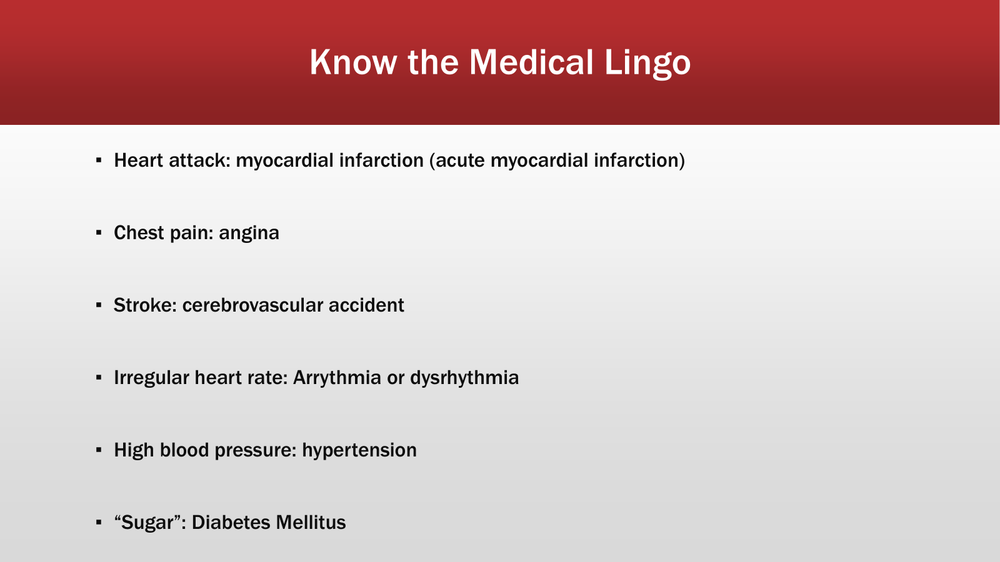 Know the Medical Lingo
▪ Heart attack: myocardial infarction (acute myocardial infarction)
▪ Chest pain: angina
▪ Stroke: cerebrovascular accident
▪ Irregular heart rate: Arrythmia or dysrhythmia
▪ High blood pressure: hypertension
▪ “Sugar”: Diabetes Mellitus